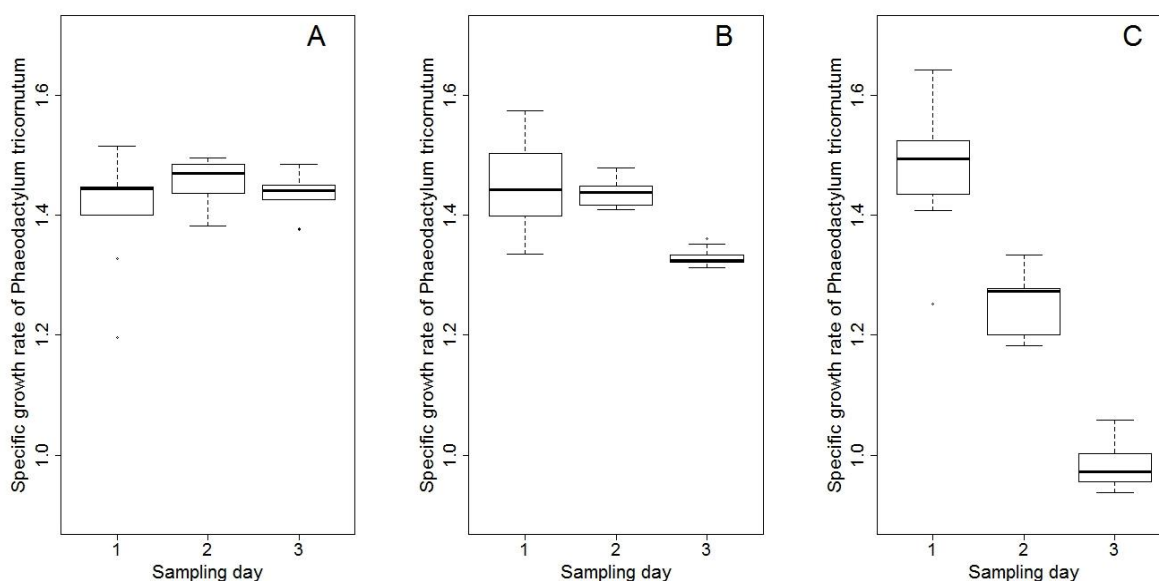 A
Specific growth rate of Phaeodactylum tricornutum
1.6
1.4
1.2
1.0
1 2 3
Sampling day
B
Specific growth rate of Phaeodactylum tricornutum
1.6
1.4
1.2
1.0
1 2 3
Sampling day
C
Specific growth rate of Phaeodactylum tricornutum
1.6
1.4
1.2
1.0
1 2 3
Sampling day